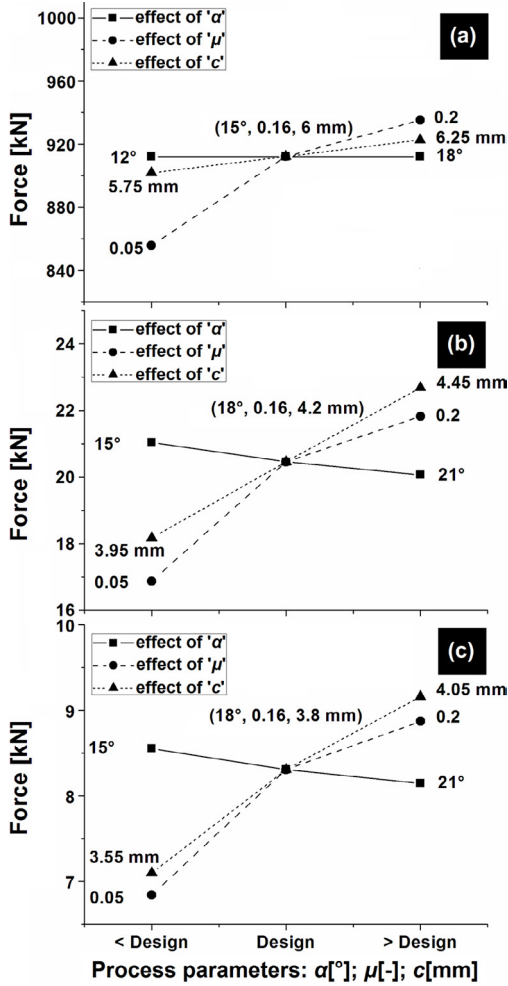 1000
960
920
880
840
Force [kN]
effect of 'α'
effect of 'μ'
effect of 'c'
(a)
(15°, 0.16, 6 mm)
12°
5.75 mm
0.05
0.2
6.25 mm
18°
24
22
20
18
16
Force [kN]
effect of 'α'
effect of 'μ'
effect of 'c'
(b)
(18°, 0.16, 4.2 mm)
15°
3.95 mm
0.05
4.45 mm
0.2
21°
10
9
8
7
Force [kN]
effect of 'α'
effect of 'μ'
effect of 'c'
(c)
(18°, 0.16, 3.8 mm)
15°
3.55 mm
0.05
4.05 mm
0.2
21°
< Design Design > Design
Process parameters: α[°]; μ[-]; c[mm]